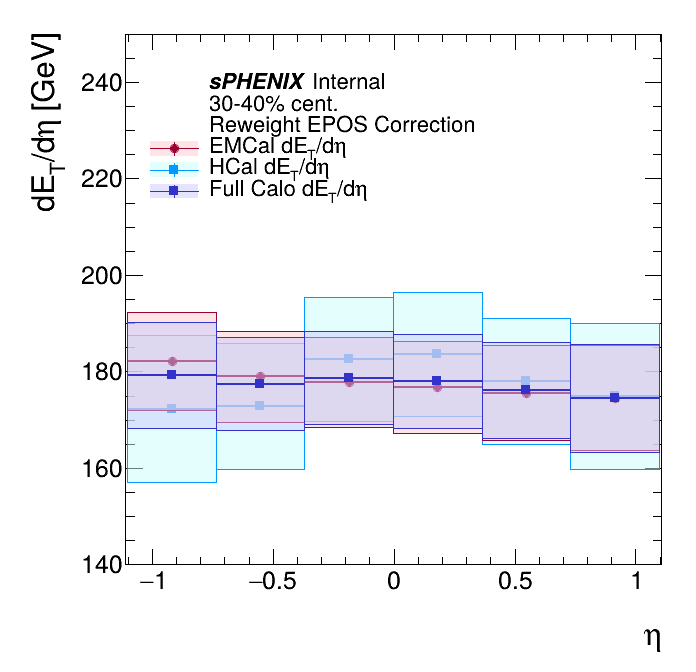 dE_T/dη [GeV]
240
220
200
180
160
140
sPHENIX Internal
30-40% cent.
Reweight EPOS Correction
EMCal dE_T/dη
HCal dE_T/dη
Full Calo dE_T/dη
−1
−0.5
0
0.5
1
η